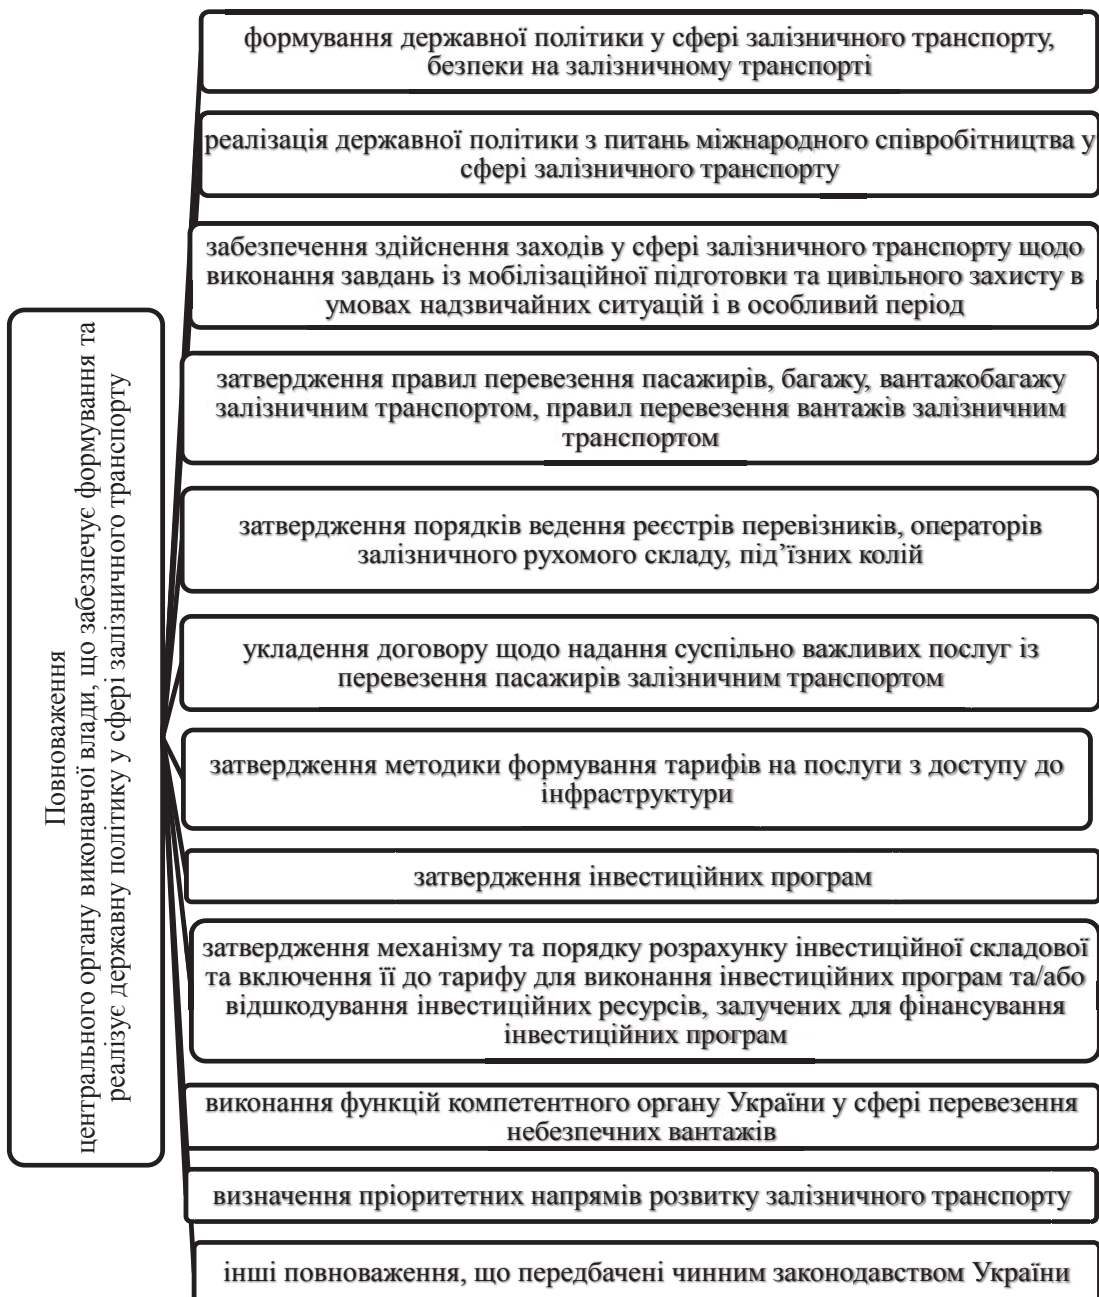 Повноваження
центрального органу виконавчої влади, що забезпечує формування та
реалізує державну політику у сфері залізничного транспорту
формування державної політики у сфері залізничного транспорту,
безпеки на залізничному транспорті
реалізація державної політики з питань міжнародного співробітництва у
сфері залізничного транспорту
забезпечення здійснення заходів у сфері залізничного транспорту щодо
виконання завдань із мобілізаційної підготовки та цивільного захисту в
умовах надзвичайних ситуацій і в особливий період
затвердження правил перевезення пасажирів, багажу, вантажобагажу
залізничним транспортом, правил перевезення вантажів залізничним
транспортом
затвердження порядків ведення реєстрів перевізників, операторів
залізничного рухомого складу, під’їзних колій
укладення договору щодо надання суспільно важливих послуг із
перевезення пасажирів залізничним транспортом
затвердження методики формування тарифів на послуги з доступу до
інфраструктури
затвердження інвестиційних програм
затвердження механізму та порядку розрахунку інвестиційної складової
та включення її до тарифу для виконання інвестиційних програм та/або
відшкодування інвестиційних ресурсів, залучених для фінансування
інвестиційних програм
виконання функцій компетентного органу України у сфері перевезення
небезпечних вантажів
визначення пріоритетних напрямів розвитку залізничного транспорту
інші повноваження, що передбачені чинним законодавством України